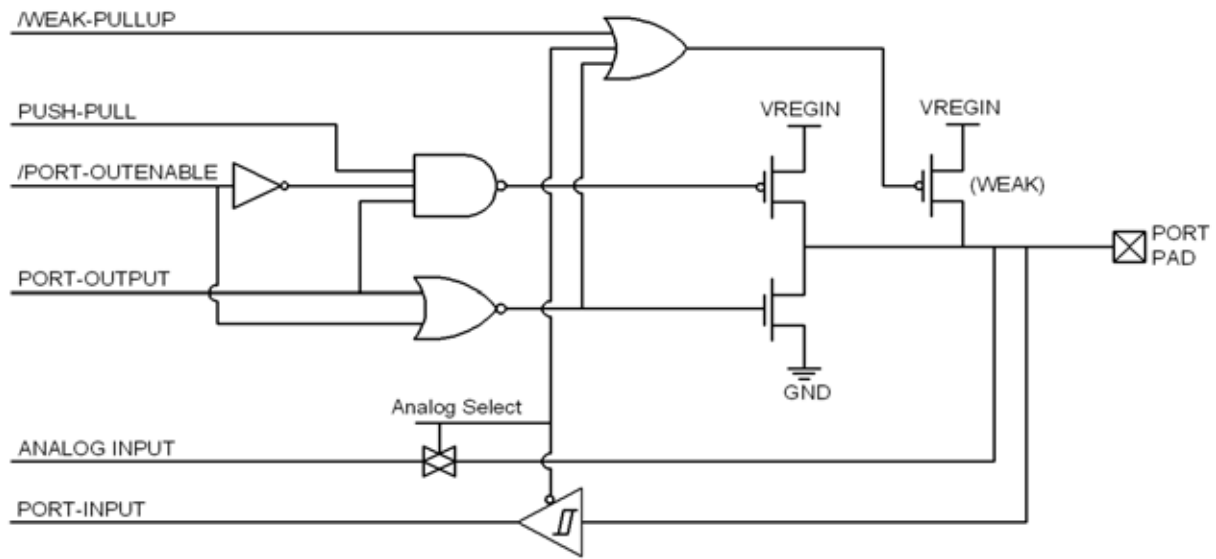 /WEAK-PULLUP
PUSH-PULL
VREGIN
VREGIN
/PORT-OUTENABLE
(WEAK)
PORT
PAD
PORT-OUTPUT
GND
Analog Select
ANALOG INPUT
PORT-INPUT